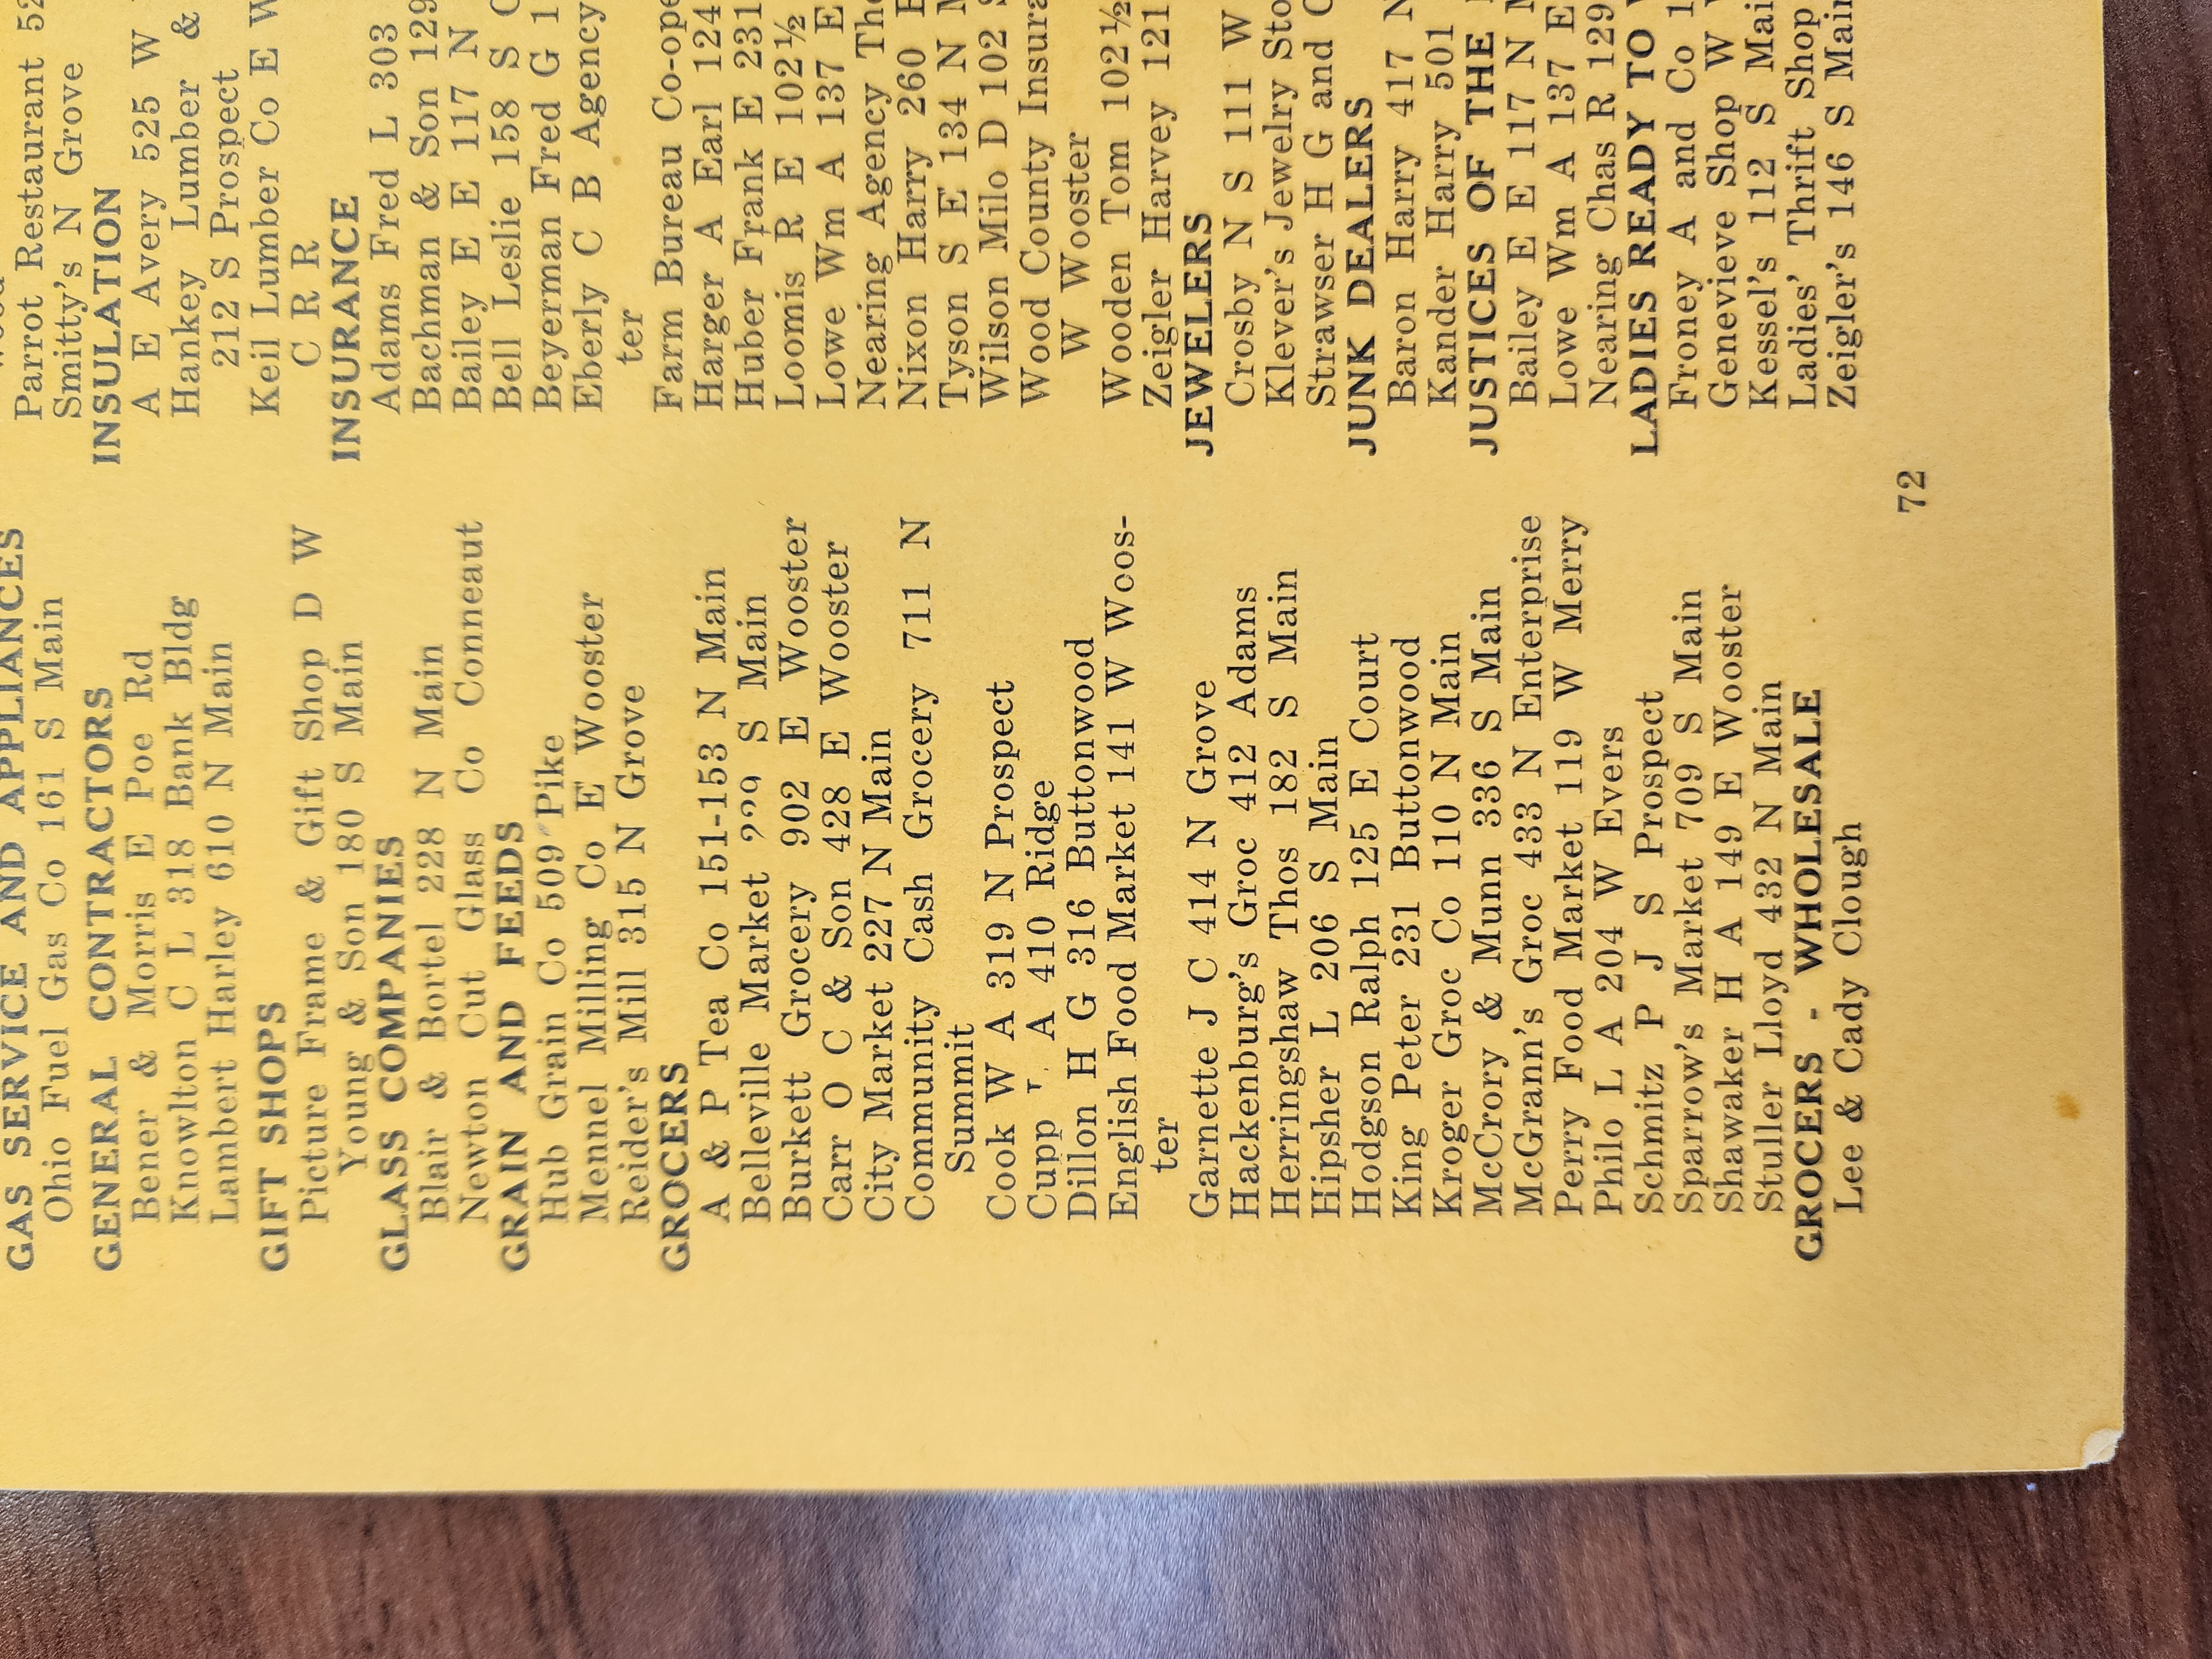 GAS SERVICE AND APPLIANCES
Ohio Fuel Gas Co 161 S Main
GENERAL CONTRACTORS
Bener & Morris E Poe Rd
Knowlton C L 318 Bank Bldg
Lambert Harley 610 N Main
GIFT SHOPS
Picture Frame & Gift Shop D W
Young & Son 180 S Main
GLASS COMPANIES
Blair & Bortel 228 N Main
Newton Cut Glass Co Conneaut
GRAIN AND FEEDS
Hub Grain Co 509 Pike
Mennel Milling Co E Wooster
Reider's Mill 315 N Grove
GROCERS
A & P Tea Co 151-153 N Main
Belleville Market S Main
Burkett Grocery 902 E Wooster
Carr O C & Son 428 E Wooster
City Market 227 N Main
Community Cash Grocery 711 N
Summit
Cook W A 319 N Prospect
Cupp A 410 Ridge
Dillon H G 316 Buttonwood
English Food Market 141 W Woos-
ter
Garnette J C 414 N Grove
Hackenburg's Groc 412 Adams
Herringshaw Thos 182 S Main
Hipsher L 206 S Main
Hodgson Ralph 125 E Court
King Peter 231 Buttonwood
Kroger Groc Co 110 N Main
McCrory & Munn 336 S Main
McGrann's Groc 433 N Enterprise
Perry Food Market 119 W Merry
Philo L A 204 W Evers
Schmitz P J S Prospect
Sparrow's Market 709 S Main
Shawaker H A 149 E Wooster
Stuller Lloyd 432 N Main
GROCERS - WHOLESALE
Lee & Cady Clough
Parrot Restaurant 52
Smitty's N Grove
INSULATION
A E Avery 525 W
Hankey Lumber &
212 S Prospect
Keil Lumber Co E W
C R R
INSURANCE
Adams Fred L 303
Bachman & Son 129
Bailey E E 117 N
Bell Leslie 158 S C
Beyerman Fred G 1
Eberly C B Agency
ter
Farm Bureau Co-ope
Harger A Earl 124
Huber Frank E 231
Loomis R E 102½
Lowe Wm A 137 E
Nearing Agency The
Nixon Harry 260 E
Tyson S E 134 N M
Wilson Milo D 102 S
Wood County Insura
W Wooster
Wooden Tom 102½
Zeigler Harvey 121
JEWELERS
Crosby N S 111 W
Klever's Jewelry Sto
Strawser H G and C
JUNK DEALERS
Baron Harry 417 N
Kander Harry 501
JUSTICES OF THE
Bailey E E 117 N M
Lowe Wm A 137 E
Nearing Chas R 129
LADIES READY TO
Froney A and Co 1
Genevieve Shop W W
Kessel's 112 S Mai
Ladies' Thrift Shop
Zeigler's 146 S Main
72